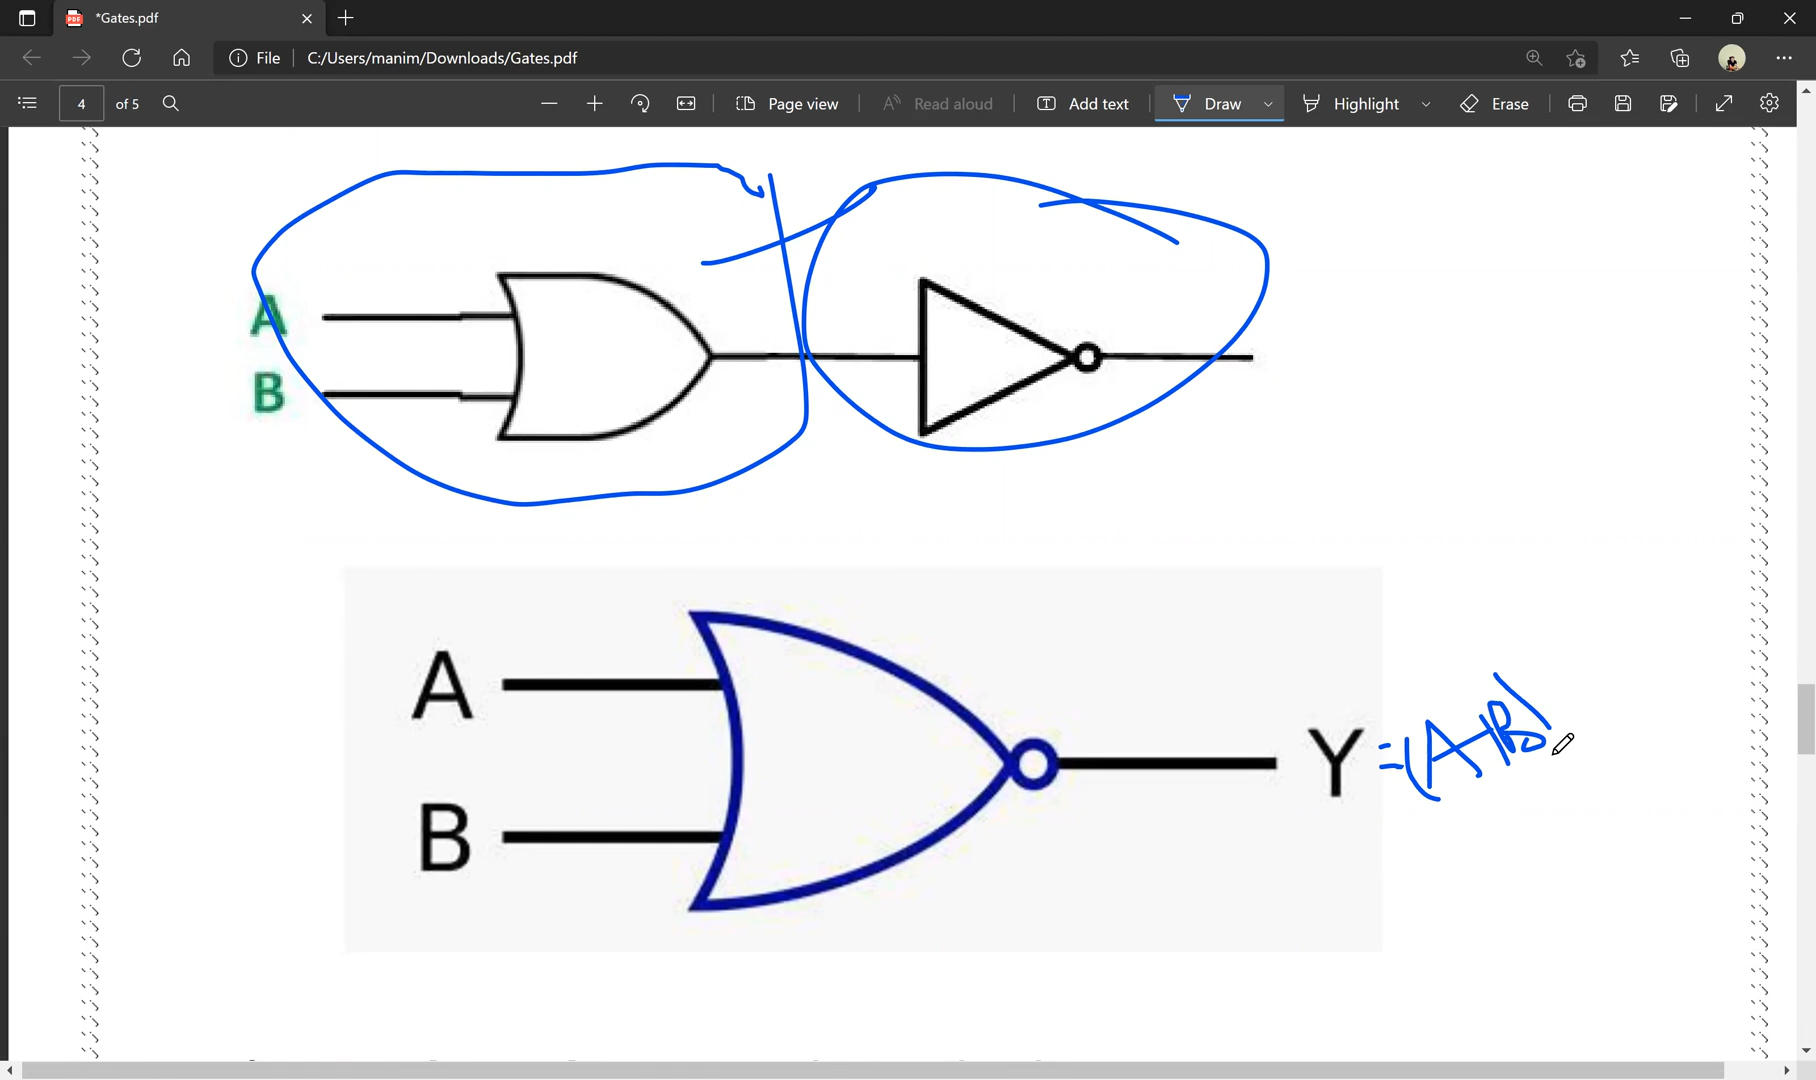 *Gates.pdf
File
C:/Users/manim/Downloads/Gates.pdf
4 of 5
Page view
Read aloud
Add text
Draw
Highlight
Erase
A
B
A
B
Y =(A+B)